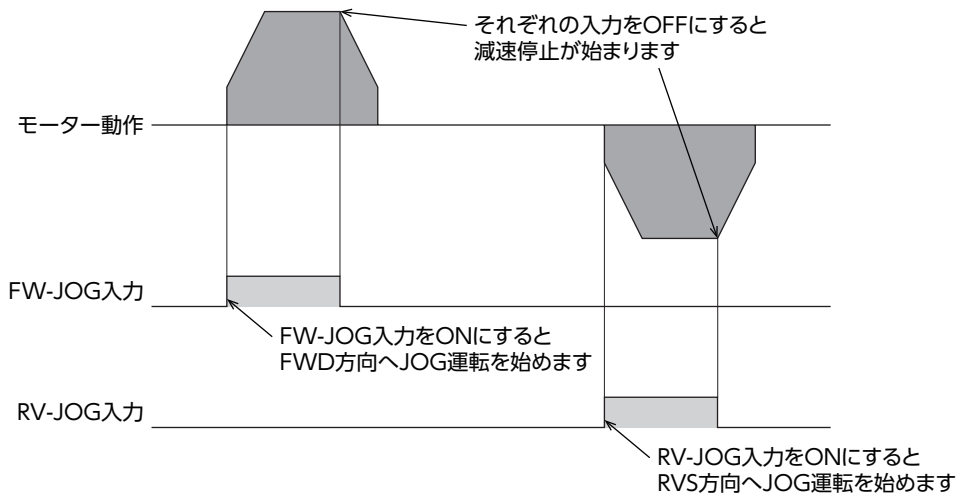 それぞれの入力をOFFにすると
減速停止が始まります
モーター動作
FW-JOG入力
FW-JOG入力をONにすると
FWD方向へJOG運転を始めます
RV-JOG入力
RV-JOG入力をONにすると
RVS方向へJOG運転を始めます